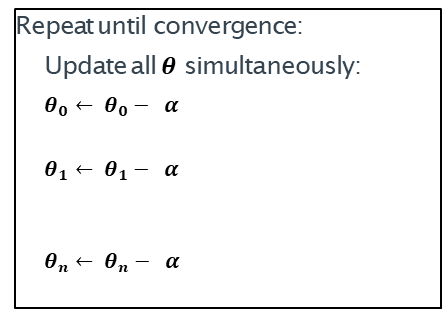 Repeat until convergence:
Update all θ simultaneously:
θ₀ ← θ₀ − α
θ₁ ← θ₁ − α
θₙ ← θₙ − α